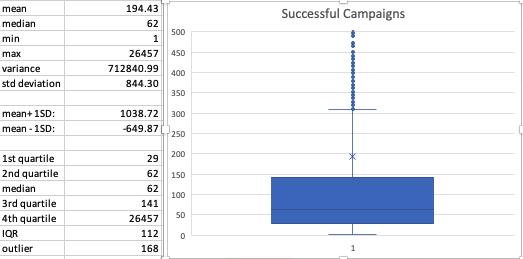 mean 194.43
median 62
min 1
max 26457
variance 712840.99
std deviation 844.30
mean+ 1SD: 1038.72
mean - 1SD: -649.87
1st quartile 29
2nd quartile 62
median 62
3rd quartile 141
4th quartile 26457
IQR 112
outlier 168
Successful Campaigns
500
450
400
350
300
250
200
150
100
50
0
1